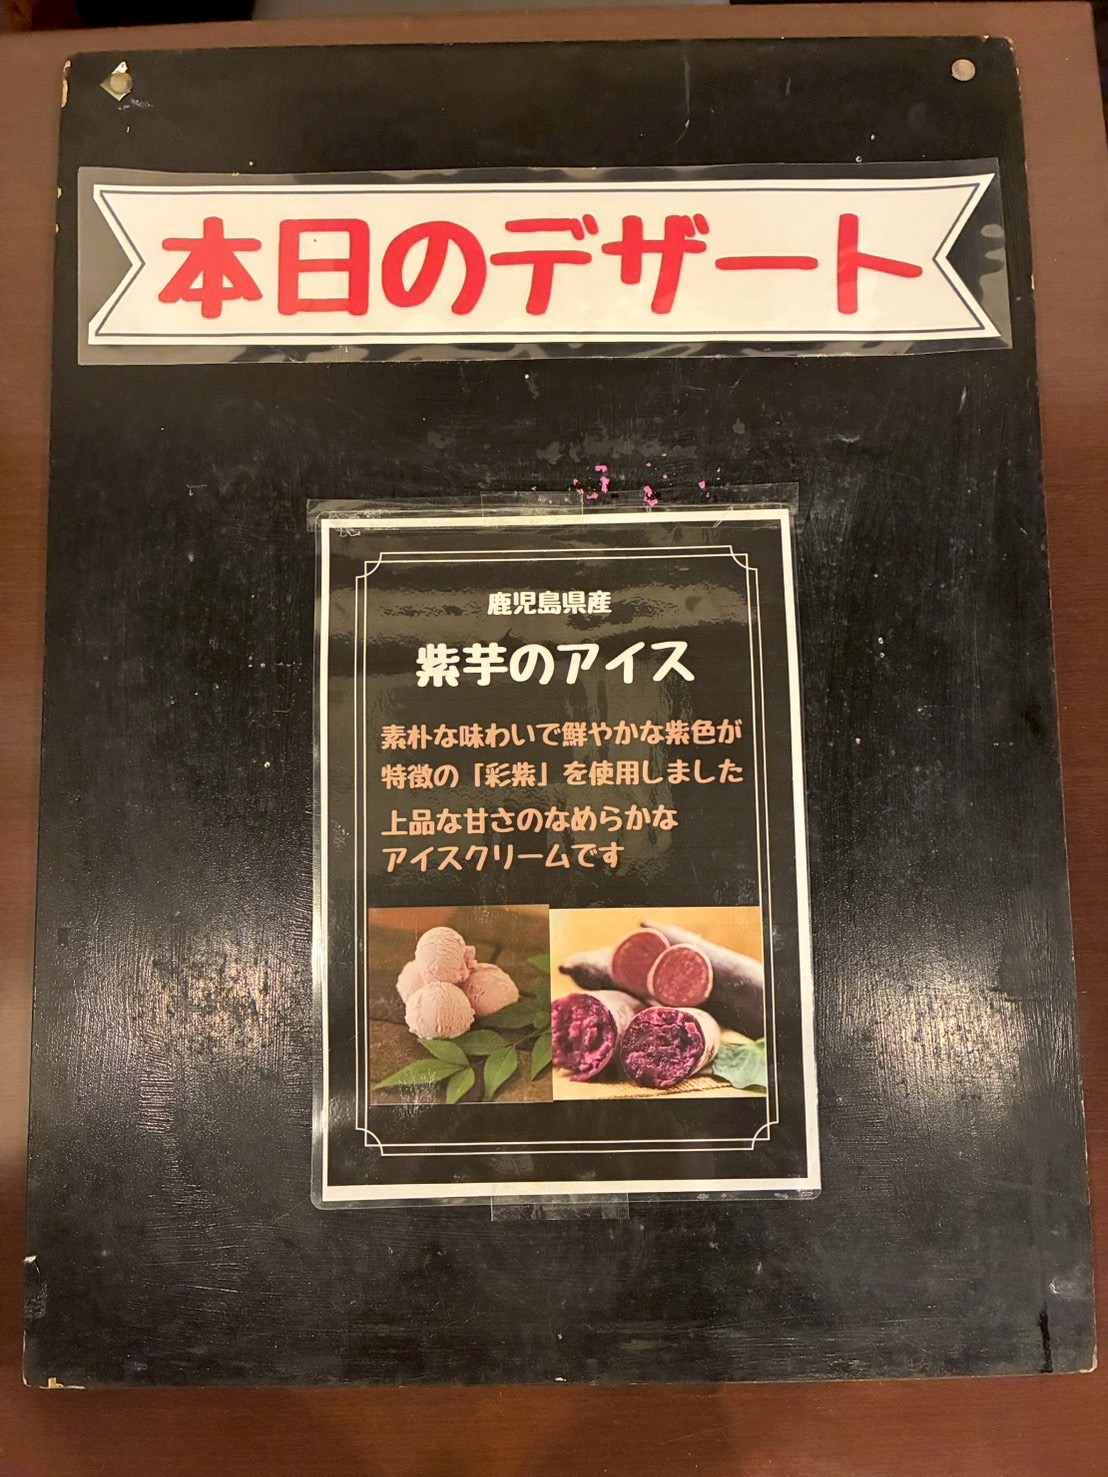 本日のデザート
鹿児島県産
紫芋のアイス
素朴な味わいで鮮やかな紫色が
特徴の「彩紫」を使用しました
上品な甘さのなめらかな
アイスクリームです